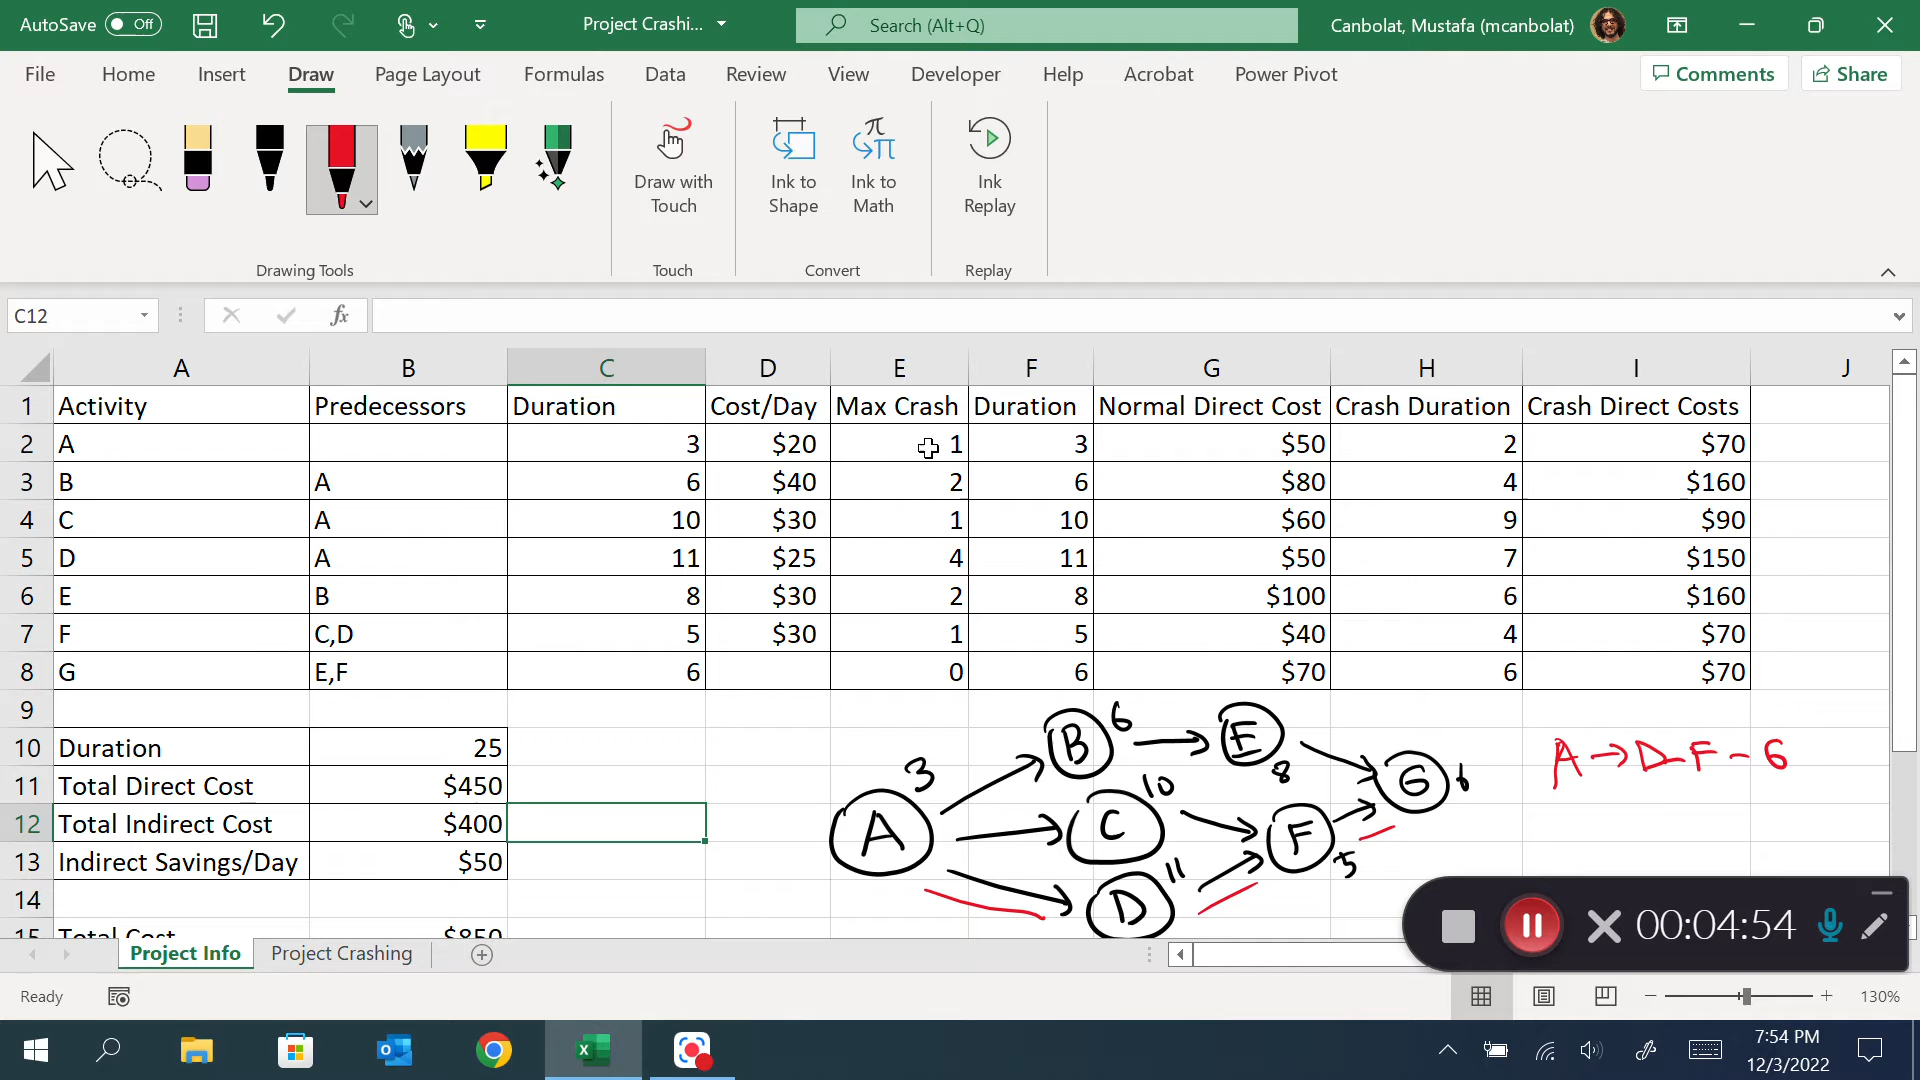 AutoSave Off Project Crashi... Search (Alt+Q) Canbolat, Mustafa (mcanbolat)
File Home Insert Draw Page Layout Formulas Data Review View Developer Help Acrobat Power Pivot Comments Share
Draw with Touch Ink to Shape Ink to Math Ink Replay
Drawing Tools Touch Convert Replay
C12 fx
A B C D E F G H I J
1 Activity Predecessors Duration Cost/Day Max Crash Duration Normal Direct Cost Crash Duration Crash Direct Costs
2 A 3 $20 1 3 $50 2 $70
3 B A 6 $40 2 6 $80 4 $160
4 C A 10 $30 1 10 $60 9 $90
5 D A 11 $25 4 11 $50 7 $150
6 E B 8 $30 2 8 $100 6 $160
7 F C,D 5 $30 1 5 $40 4 $70
8 G E,F 6 0 6 $70 6 $70
9
10 Duration 25
11 Total Direct Cost $450
12 Total Indirect Cost $400
13 Indirect Savings/Day $50
14
15 Total Cost $850
B 6 E 8
A 3 C 10 G 6
D 11 F 5
A → D - F - 6
00:04:54
Project Info Project Crashing
Ready 130%
7:54 PM
12/3/2022